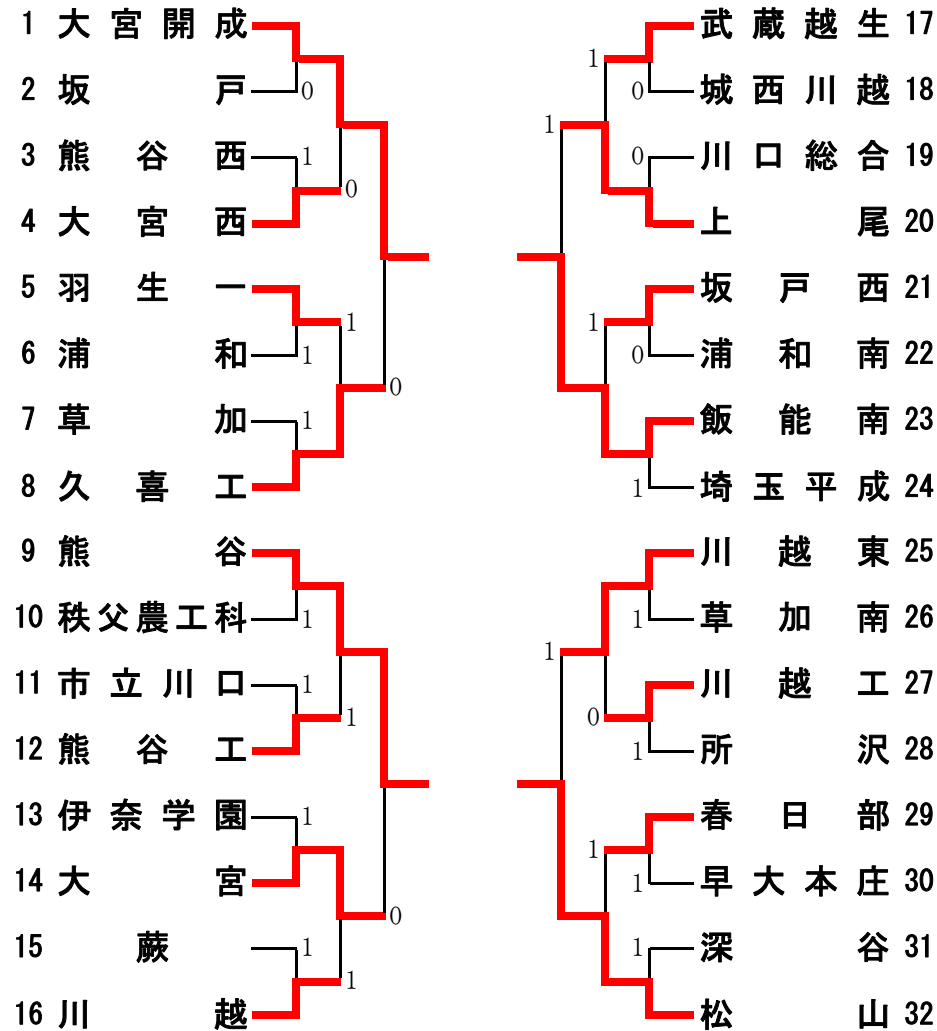 1 大宮開成
0
2 坂戸
3 熊谷西
1
0
4 大宮西
5 羽生一
1
1
6 浦和
0
7 草加
1
8 久喜工
9 熊谷
10 秩父農工科
1
11 市立川口
1
1
12 熊谷工
13 伊奈学園
1
14 大宮
0
15 蕨
1
1
16 川越
武蔵越生 17
1
0
城西川越 18
1
0
川口総合 19
上尾 20
坂戸西 21
1
0
浦和南 22
飯能南 23
1
埼玉平成 24
川越東 25
1
草加南 26
1
川越工 27
0
1
所沢 28
春日部 29
1
1
早大本庄 30
1
深谷 31
松山 32